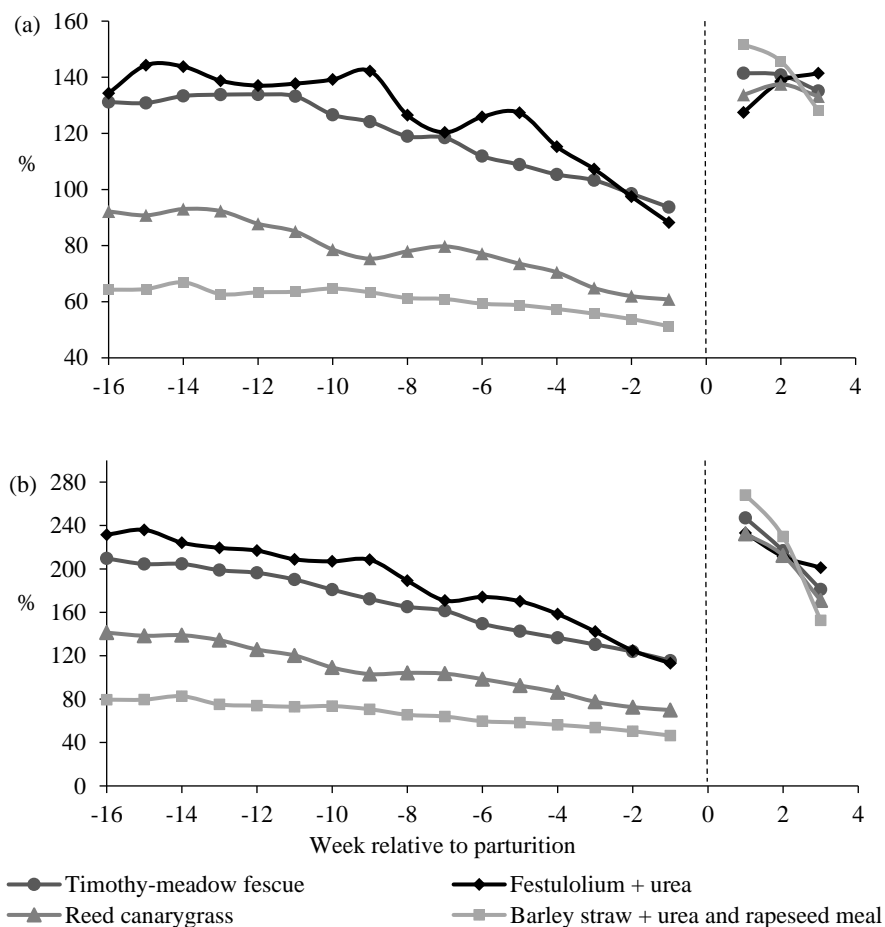 (a)
160
140
120
%
100
80
60
40
-16 -14 -12 -10 -8 -6 -4 -2 0 2 4
(b)
280
240
200
%
160
120
80
40
0
-16 -14 -12 -10 -8 -6 -4 -2 0 2 4
Week relative to parturition
Timothy-meadow fescue Festulolium + urea
Reed canarygrass Barley straw + urea and rapeseed meal